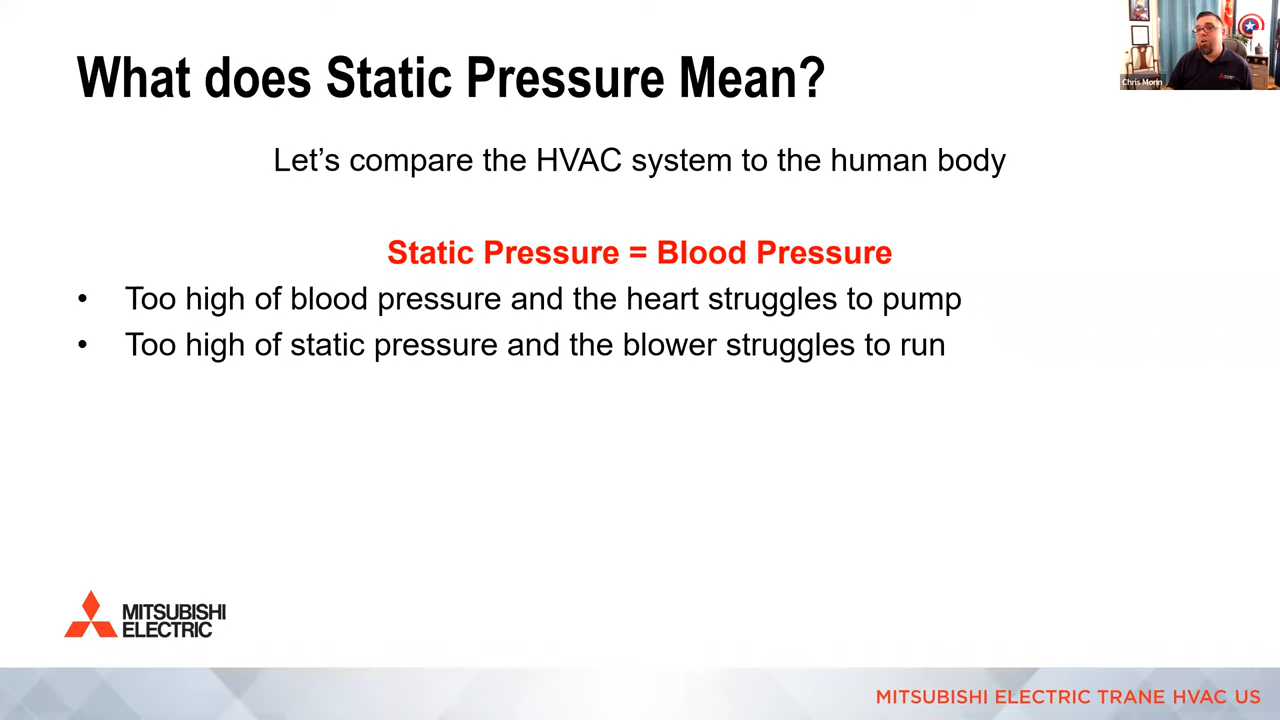 What does Static Pressure Mean?
Chris Morin
Let's compare the HVAC system to the human body
Static Pressure = Blood Pressure
• Too high of blood pressure and the heart struggles to pump
• Too high of static pressure and the blower struggles to run
MITSUBISHI
ELECTRIC
MITSUBISHI ELECTRIC TRANE HVAC US